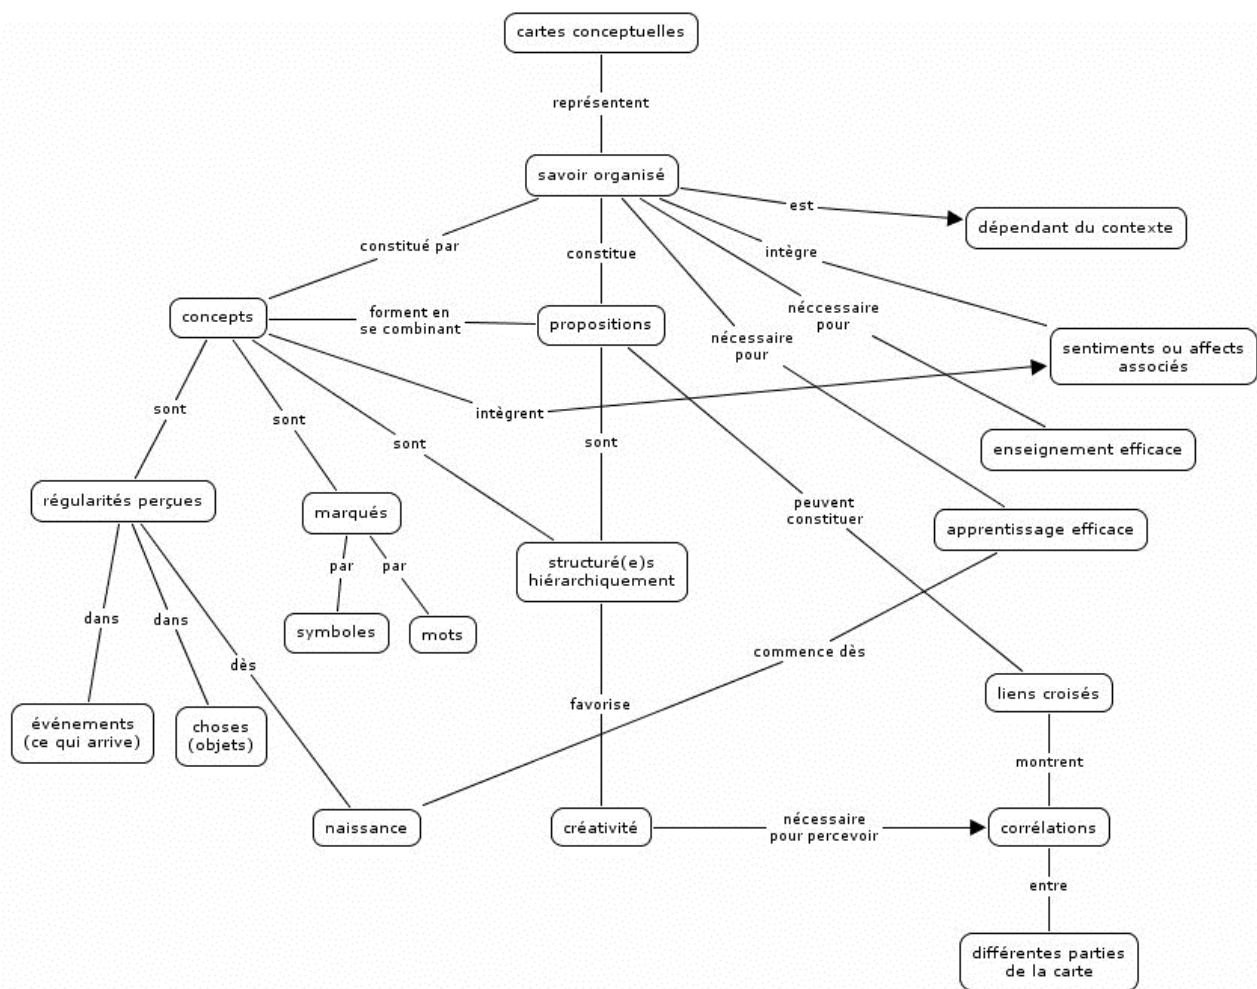 cartes conceptuelles
représentent
savoir organisé
est
dépendant du contexte
constitué par
constitue
intègre
concepts
forment en
se combinant
propositions
nécessaire
pour
néccessaire
pour
sentiments ou affects
associés
sont
sont
sont
intègrent
sont
enseignement efficace
régularités perçues
marqués
peuvent
constituer
apprentissage efficace
structuré(e)s
hiérarchiquement
par
par
dans
dans
symboles
mots
dès
commence dès
liens croisés
événements
(ce qui arrive)
choses
(objets)
favorise
montrent
naissance
créativité
nécessaire
pour percevoir
corrélations
entre
différentes parties
de la carte